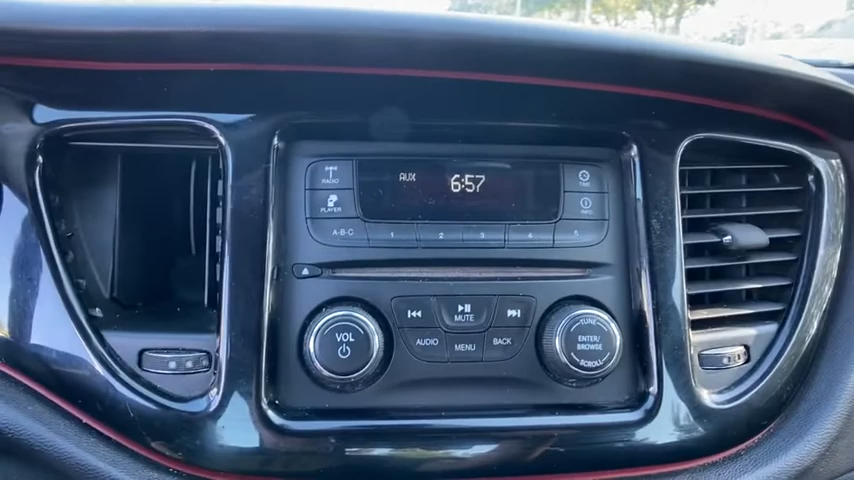 RADIO
AUX
6:57
TIME
PLAYER
INFO
A-B-C 1 2 3 4 5
VOL
MUTE
AUDIO MENU BACK
TUNE
ENTER/
BROWSE
SCROLL